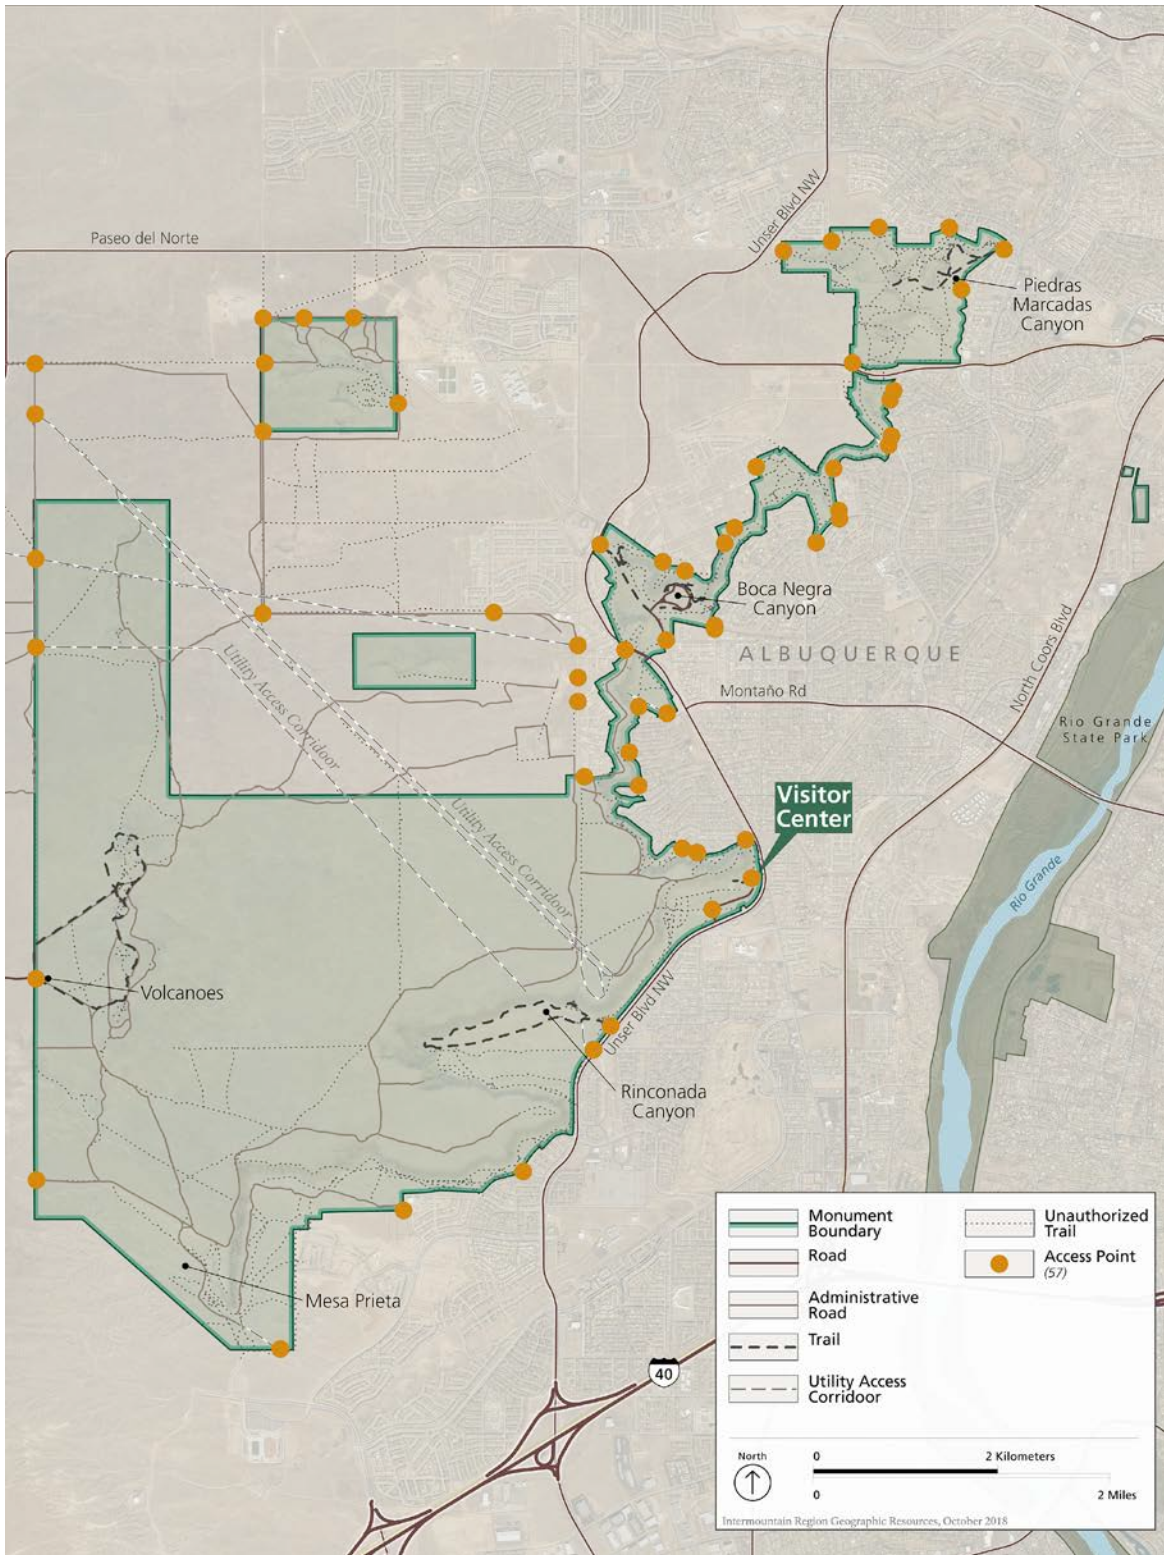 Unser Blvd NW
Paseo del Norte
Piedras
Marcadas
Canyon
Boca Negra
Canyon
ALBUQUERQUE
Utility Access Corridoor
Montaño Rd
North Coors Blvd
Rio Grande
State Park
Visitor
Center
Utility Access Corridoor
Rio Grande
Volcanoes
Unser Blvd NW
Rinconada
Canyon
Mesa Prieta
40
Monument
Boundary
Road
Administrative
Road
Trail
Utility Access
Corridoor
Unauthorized
Trail
Access Point
(57)
North
0
2 Kilometers
0
2 Miles
Intermountain Region Geographic Resources, October 2018